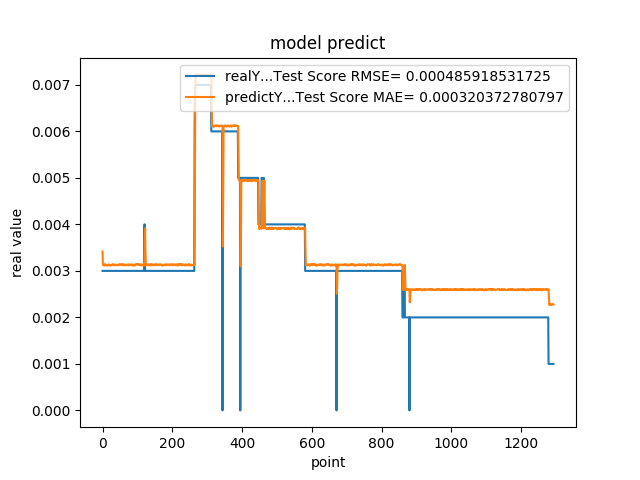 model predict
realY...Test Score RMSE= 0.000485918531725
predictY...Test Score MAE= 0.000320372780797
0.007
0.006
0.005
0.004
0.003
0.002
0.001
0.000
real value
0 200 400 600 800 1000 1200
point